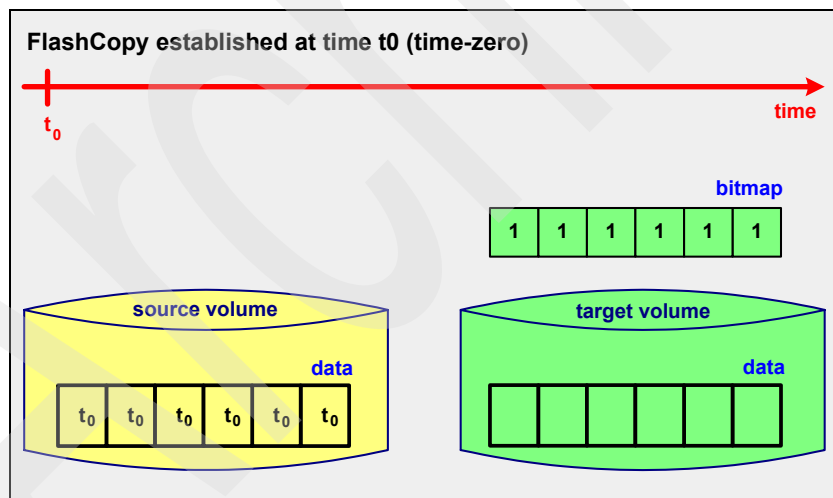 FlashCopy established at time t0 (time-zero)
time
t0
bitmap
1 1 1 1 1 1
source volume
target volume
data
data
t0 t0 t0 t0 t0 t0